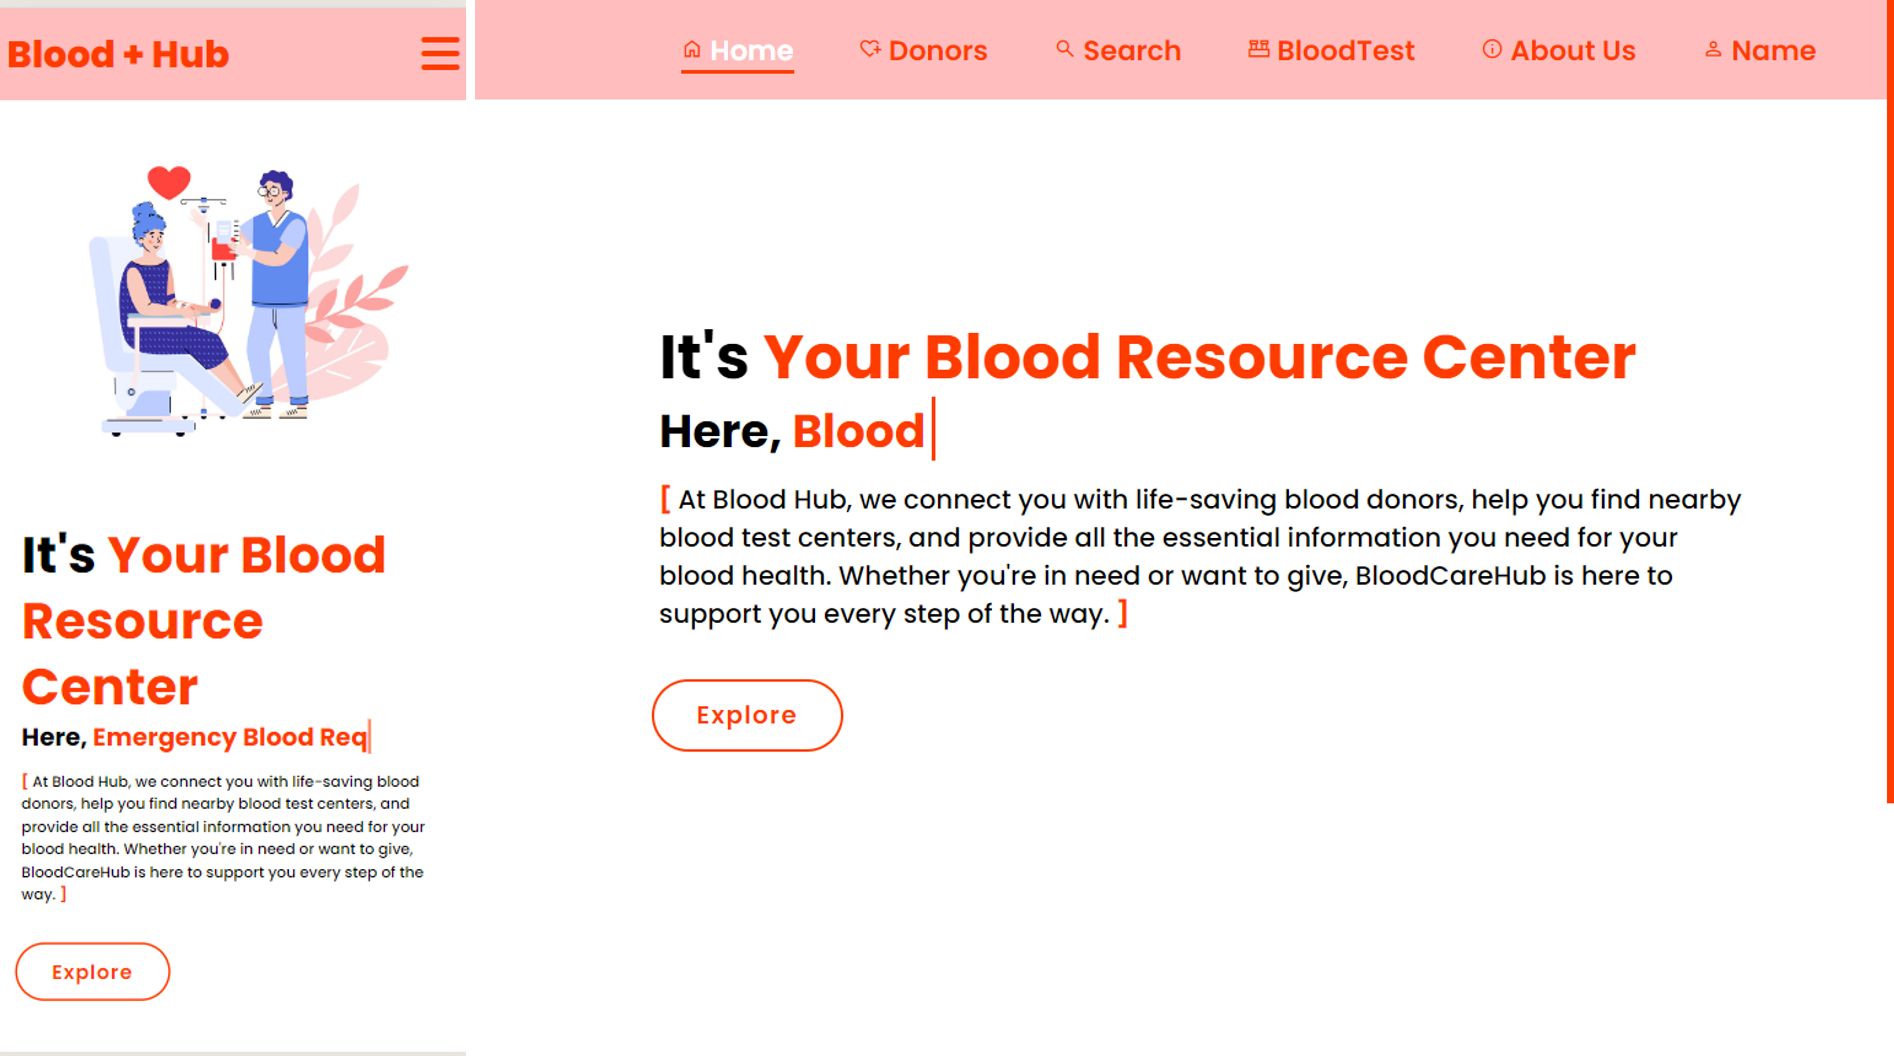 Blood + Hub
It's Your Blood
Resource
Center
Here, Emergency Blood Req
[ At Blood Hub, we connect you with life-saving blood
donors, help you find nearby blood test centers, and
provide all the essential information you need for your
blood health. Whether you're in need or want to give,
BloodCareHub is here to support you every step of the
way. ]
Explore
Home Donors Search BloodTest About Us Name
It's Your Blood Resource Center
Here, Blood
[ At Blood Hub, we connect you with life-saving blood donors, help you find nearby
blood test centers, and provide all the essential information you need for your
blood health. Whether you're in need or want to give, BloodCareHub is here to
support you every step of the way. ]
Explore